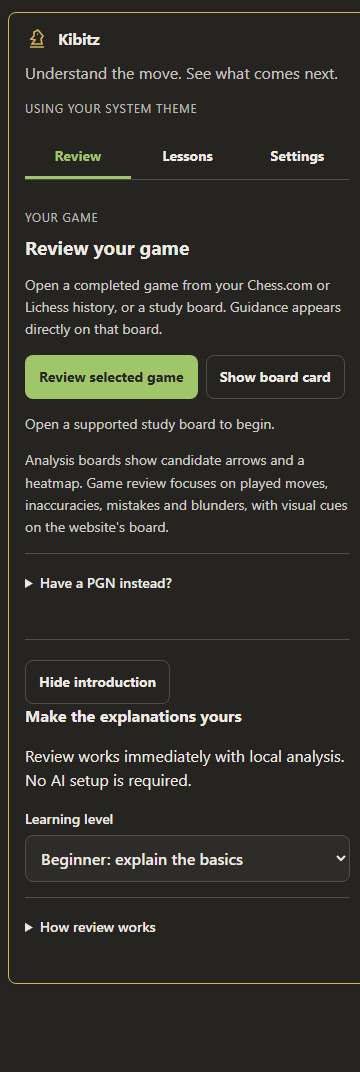 Kibitz
Understand the move. See what comes next.
USING YOUR SYSTEM THEME
Review Lessons Settings
YOUR GAME
Review your game
Open a completed game from your Chess.com or
Lichess history, or a study board. Guidance appears
directly on that board.
Review selected game Show board card
Open a supported study board to begin.
Analysis boards show candidate arrows and a
heatmap. Game review focuses on played moves,
inaccuracies, mistakes and blunders, with visual cues
on the website's board.
Have a PGN instead?
Hide introduction
Make the explanations yours
Review works immediately with local analysis.
No AI setup is required.
Learning level
Beginner: explain the basics
How review works